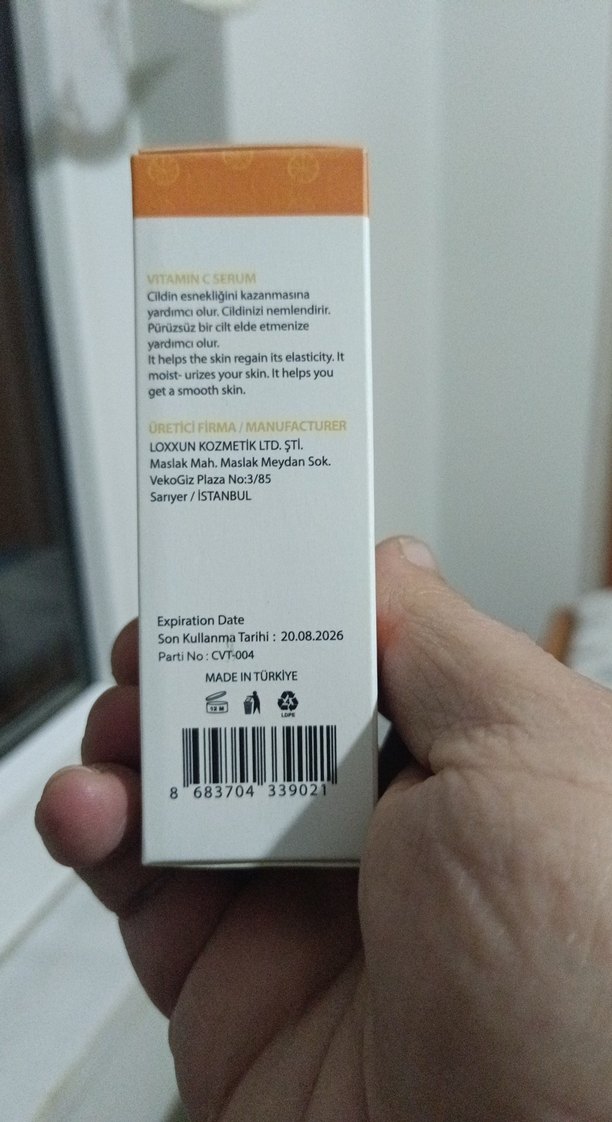 VITAMIN C SERUM
Cildin esnekliğini kazanmasına
yardımcı olur. Cildinizi nemlendirir.
Pürüzsüz bir cilt elde etmenize
yardımcı olur.
It helps the skin regain its elasticity. It
moist- urizes your skin. It helps you
get a smooth skin.
ÜRETİCİ FİRMA / MANUFACTURER
LOXXUN KOZMETİK LTD. ŞTİ.
Maslak Mah. Maslak Meydan Sok.
VekoGiz Plaza No:3/85
Sarıyer / İSTANBUL
Expiration Date
Son Kullanma Tarihi : 20.08.2026
Parti No : CVT-004
MADE IN TÜRKİYE
12 M
LDPE
8 683704 339021